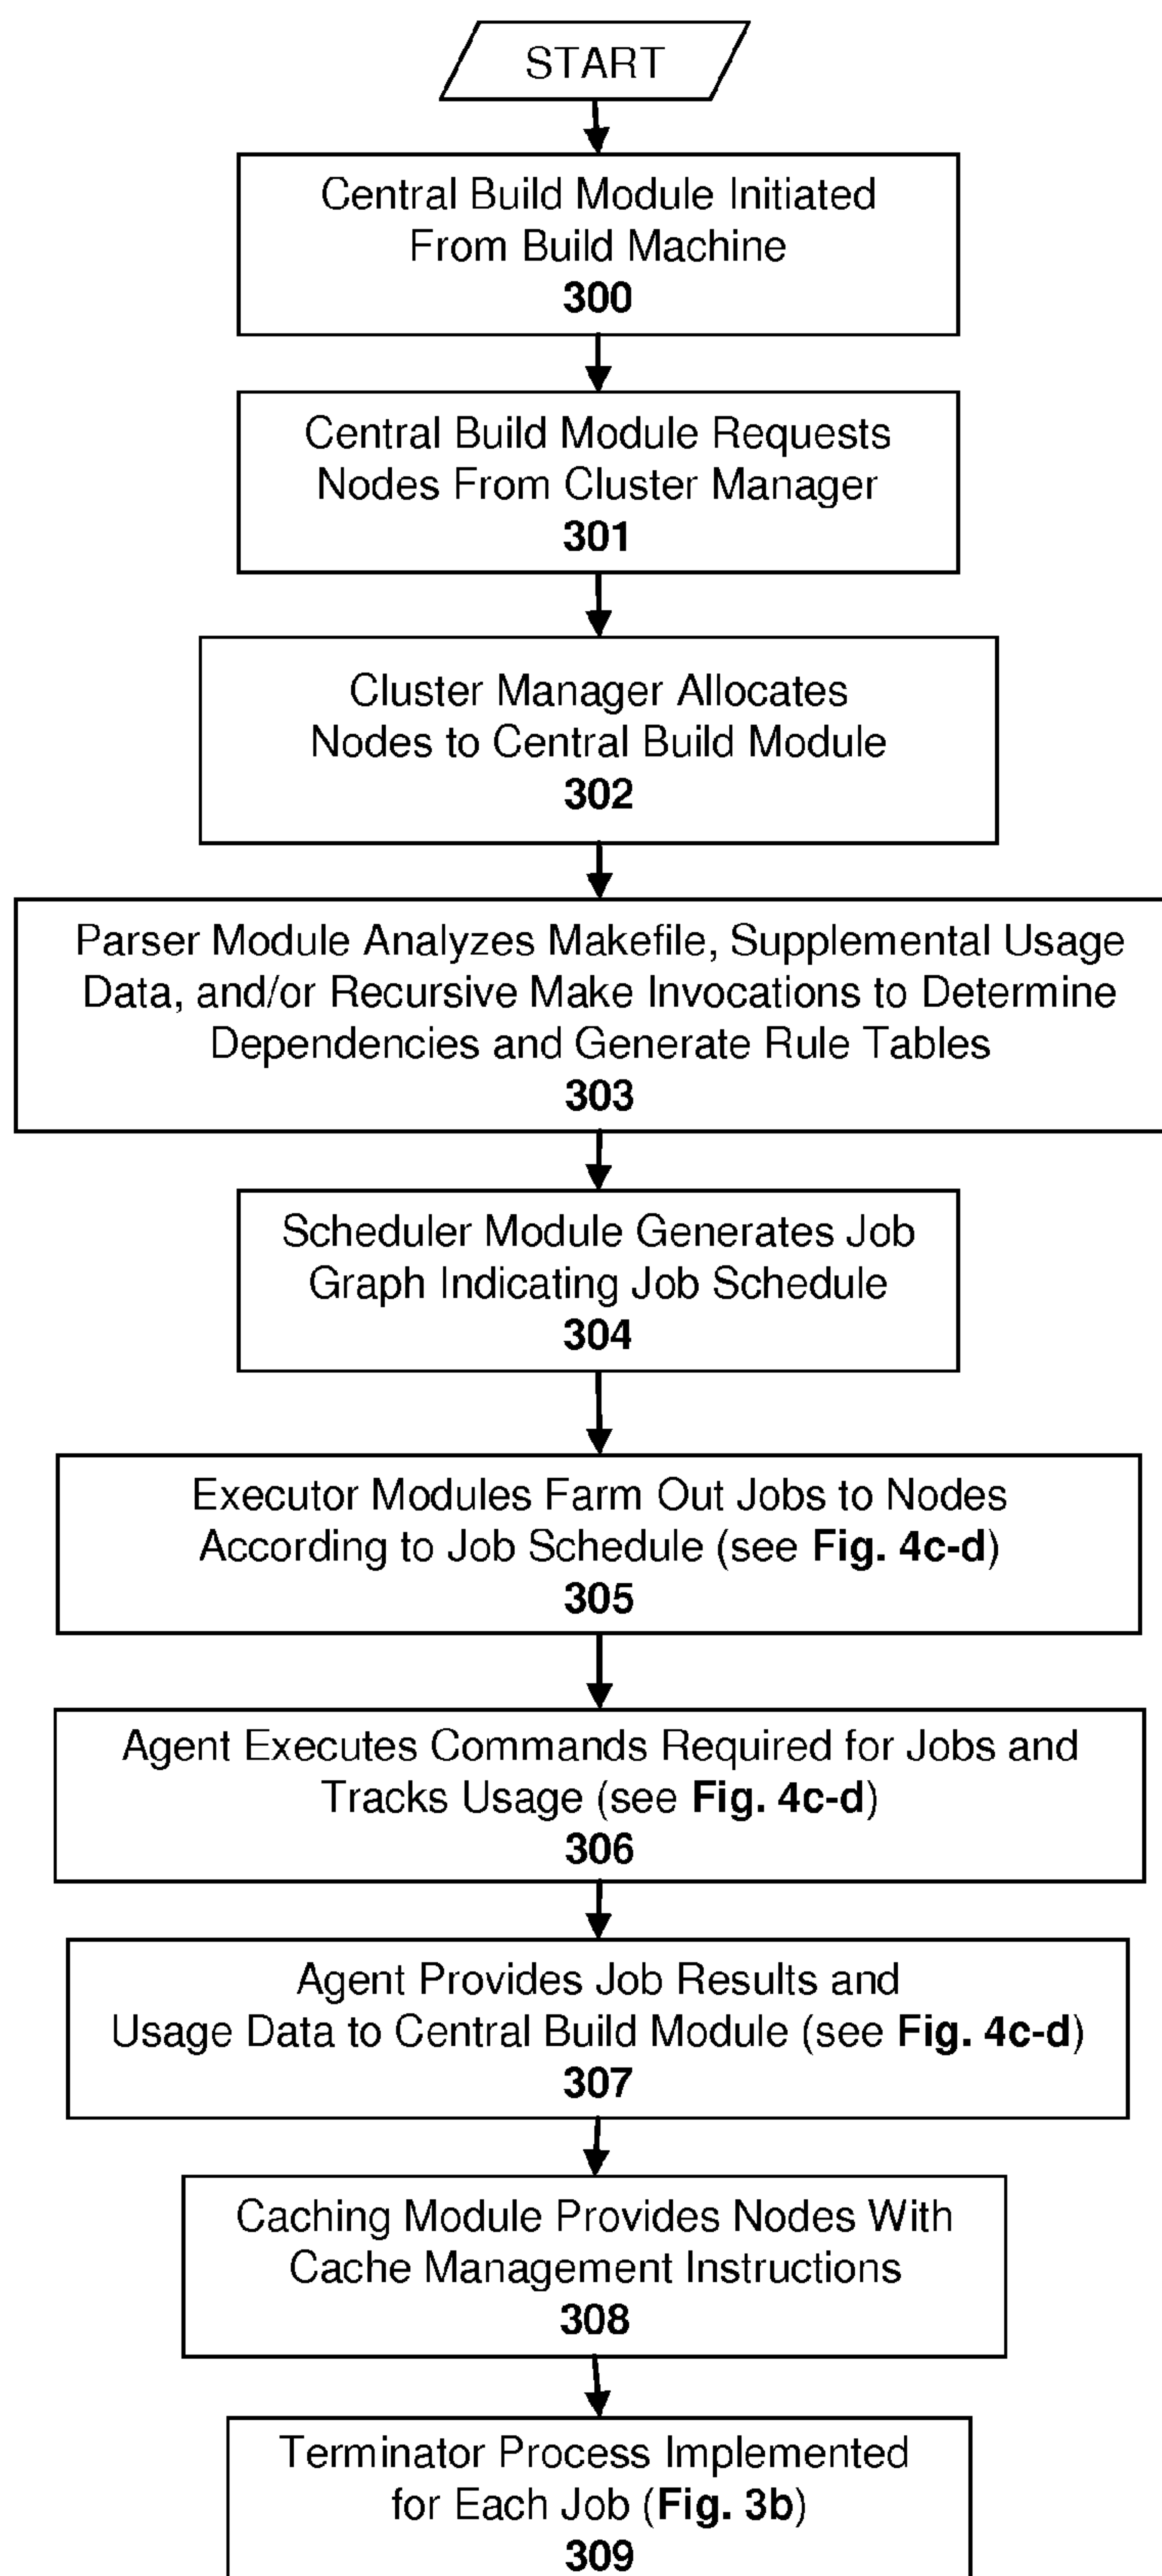 START
Central Build Module Initiated
From Build Machine
300
Central Build Module Requests
Nodes From Cluster Manager
301
Cluster Manager Allocates
Nodes to Central Build Module
302
Parser Module Analyzes Makefile, Supplemental Usage
Data, and/or Recursive Make Invocations to Determine
Dependencies and Generate Rule Tables
303
Scheduler Module Generates Job
Graph Indicating Job Schedule
304
Executor Modules Farm Out Jobs to Nodes
According to Job Schedule (see Fig. 4c-d)
305
Agent Executes Commands Required for Jobs and
Tracks Usage (see Fig. 4c-d)
306
Agent Provides Job Results and
Usage Data to Central Build Module (see Fig. 4c-d)
307
Caching Module Provides Nodes With
Cache Management Instructions
308
Terminator Process Implemented
for Each Job (Fig. 3b)
309